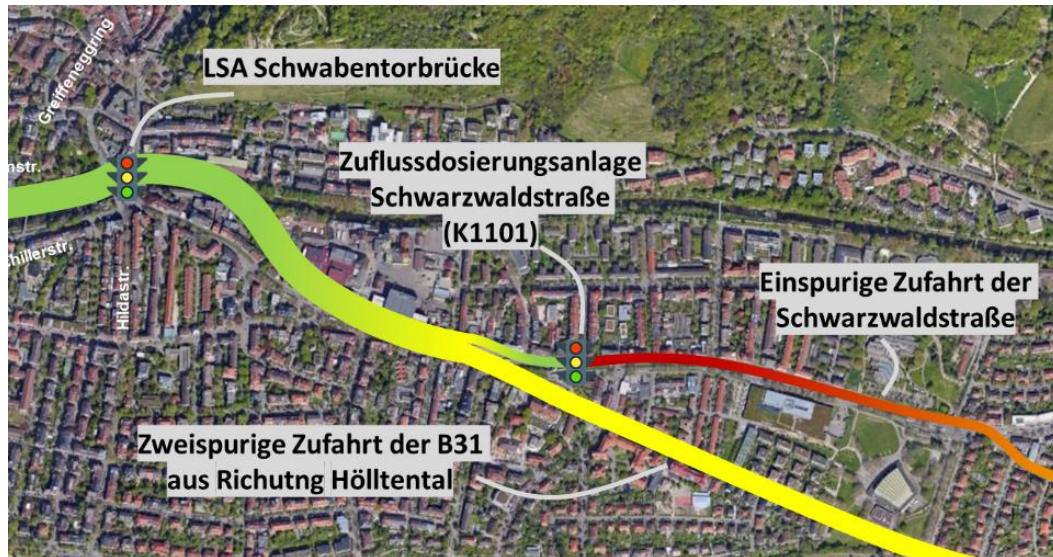 Greiffeneggring
LSA Schwabentorbrücke
Zuflussdosierungsanlage
Schwarzwaldstraße
(K1101)
Einspurige Zufahrt der
Schwarzwaldstraße
nstr.
hillerstr.
Hildastr.
Zweispurige Zufahrt der B31
aus Richutng Hölltental